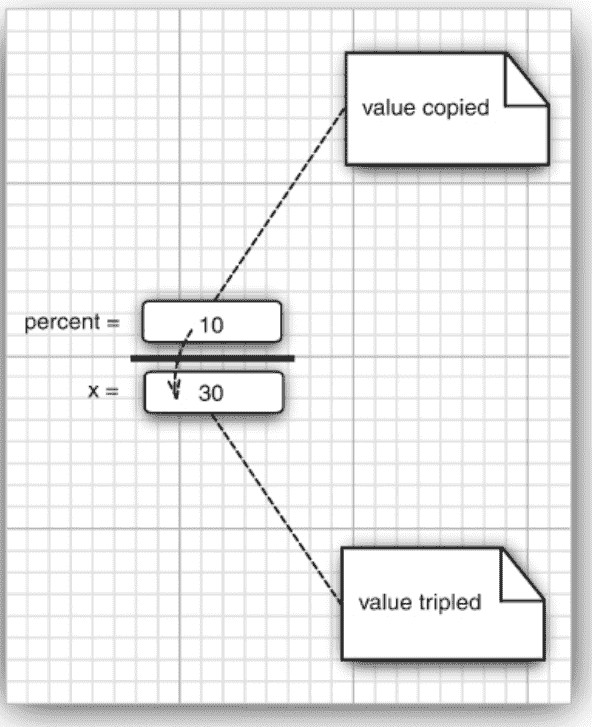 value copied
percent = 10
x = 30
value tripled